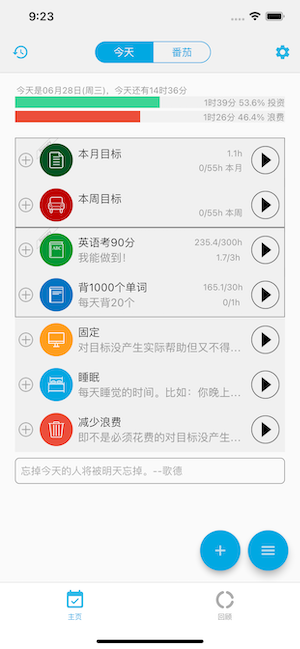 9:23
今天
番茄
今天是06月28日(周三)，今天还有14时36分
1时39分 53.6% 投资
1时26分 46.4% 浪费
本月目标
1.1h
0/55h 本月
本周目标
0/55h 本周
英语考90分
235.4/300h
我能做到！
1.7/3h
背1000个单词
165.1/30h
每天背20个
0/1h
固定
对目标没产生实际帮助但又不得...
睡眠
每天睡觉的时间。比如：你晚上...
减少浪费
即不是必须花费的对目标没产生...
忘掉今天的人将被明天忘掉。--歌德
主页
回顾